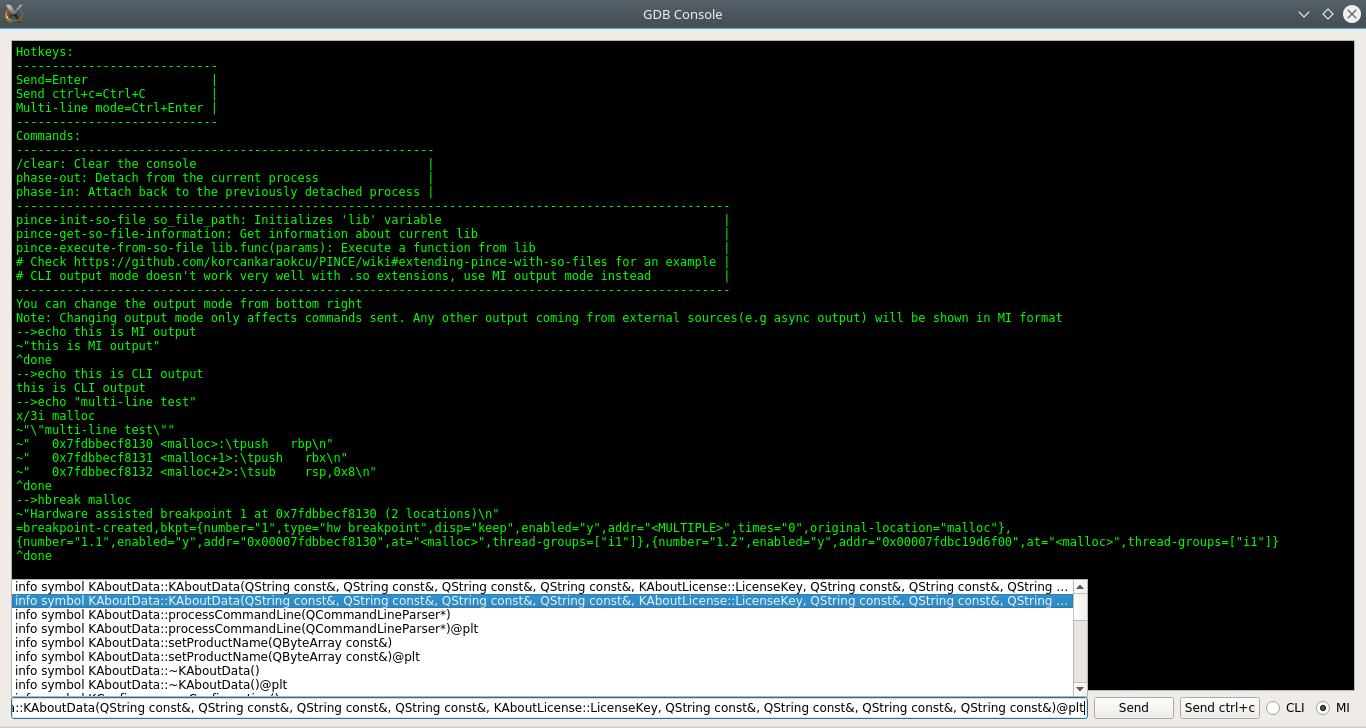 GDB Console
Hotkeys:
----------------------------
Send=Enter                 |
Send ctrl+c=Ctrl+C         |
Multi-line mode=Ctrl+Enter |
----------------------------
Commands:
----------------------------------------------------------
/clear: Clear the console                                |
phase-out: Detach from the current process               |
phase-in: Attach back to the previously detached process |
---------------------------------------------------------------------------------------------------
pince-init-so-file so_file_path: Initializes 'lib' variable                                       |
pince-get-so-file-information: Get information about current lib                                  |
pince-execute-from-so-file lib.func(params): Execute a function from lib                          |
# Check https://github.com/korcankaraokcu/PINCE/wiki#extending-pince-with-so-files for an example |
# CLI output mode doesn't work very well with .so extensions, use MI output mode instead          |
---------------------------------------------------------------------------------------------------
You can change the output mode from bottom right
Note: Changing output mode only affects commands sent. Any other output coming from external sources(e.g async output) will be shown in MI format
-->echo this is MI output
~"this is MI output"
^done
-->echo this is CLI output
this is CLI output
-->echo "multi-line test"
x/3i malloc
~"\"multi-line test\""
~"   0x7fdbbecf8130 <malloc>:\tpush   rbp\n"
~"   0x7fdbbecf8131 <malloc+1>:\tpush   rbx\n"
~"   0x7fdbbecf8132 <malloc+2>:\tsub    rsp,0x8\n"
^done
-->hbreak malloc
~"Hardware assisted breakpoint 1 at 0x7fdbbecf8130 (2 locations)\n"
=breakpoint-created,bkpt={number="1",type="hw breakpoint",disp="keep",enabled="y",addr="<MULTIPLE>",times="0",original-location="malloc"},
{number="1.1",enabled="y",addr="0x00007fdbbecf8130",at="<malloc>",thread-groups=["i1"]},{number="1.2",enabled="y",addr="0x00007fdbc19d6f00",at="<malloc>",thread-groups=["i1"]}
^done
info symbol KAboutData::KAboutData(QString const&, QString const&, QString const&, QString const&, KAboutLicense::LicenseKey, QString const&, QString const&, QString ...
info symbol KAboutData::KAboutData(QString const&, QString const&, QString const&, QString const&, KAboutLicense::LicenseKey, QString const&, QString const&, QString ...
info symbol KAboutData::processCommandLine(QCommandLineParser*)
info symbol KAboutData::processCommandLine(QCommandLineParser*)@plt
info symbol KAboutData::setProductName(QByteArray const&)
info symbol KAboutData::setProductName(QByteArray const&)@plt
info symbol KAboutData::~KAboutData()
info symbol KAboutData::~KAboutData()@plt
a::KAboutData(QString const&, QString const&, QString const&, QString const&, KAboutLicense::LicenseKey, QString const&, QString const&, QString const&, QString const&)@plt Send Send ctrl+c CLI MI